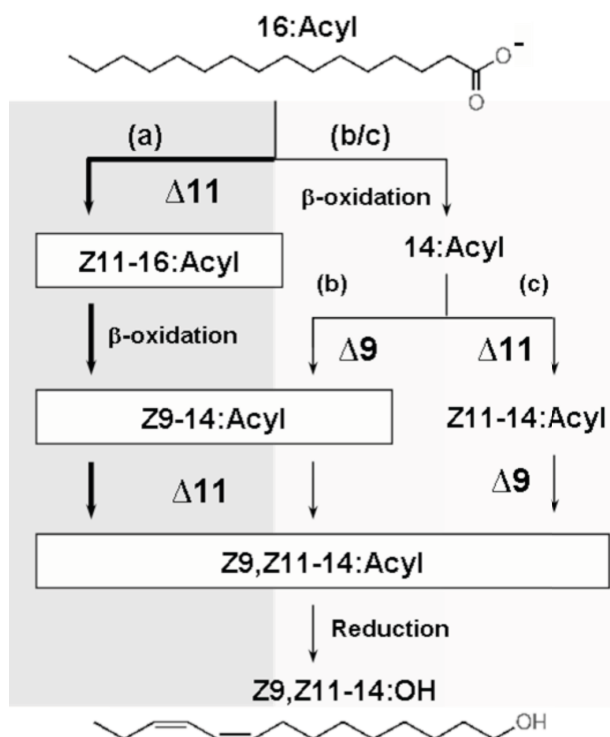 16:Acyl
O-
O
(a) (b/c)
Δ11 β-oxidation
Z11-16:Acyl 14:Acyl
(b) (c)
β-oxidation Δ9 Δ11
Z9-14:Acyl Z11-14:Acyl
Δ11 Δ9
Z9,Z11-14:Acyl
Reduction
Z9,Z11-14:OH
OH